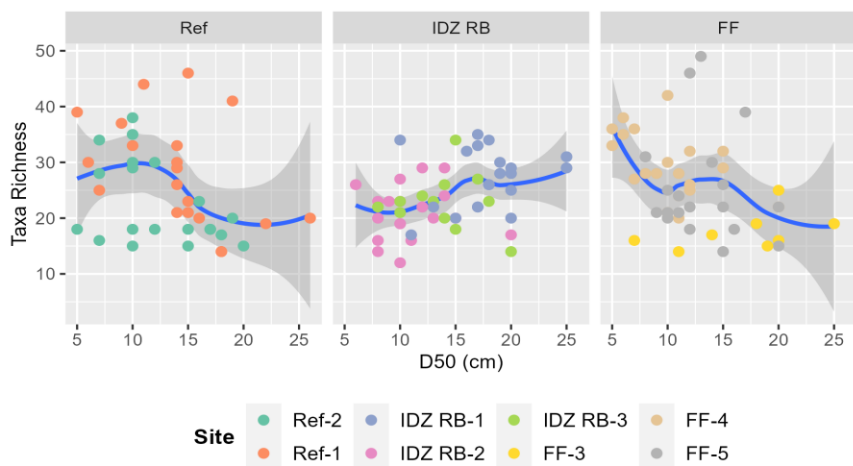 Ref IDZ RB FF
50
40
30
20
10
Taxa Richness
5 10 15 20 25 5 10 15 20 25 5 10 15 20 25
D50 (cm)
Site
Ref-2 IDZ RB-1 IDZ RB-3 FF-4
Ref-1 IDZ RB-2 FF-3 FF-5